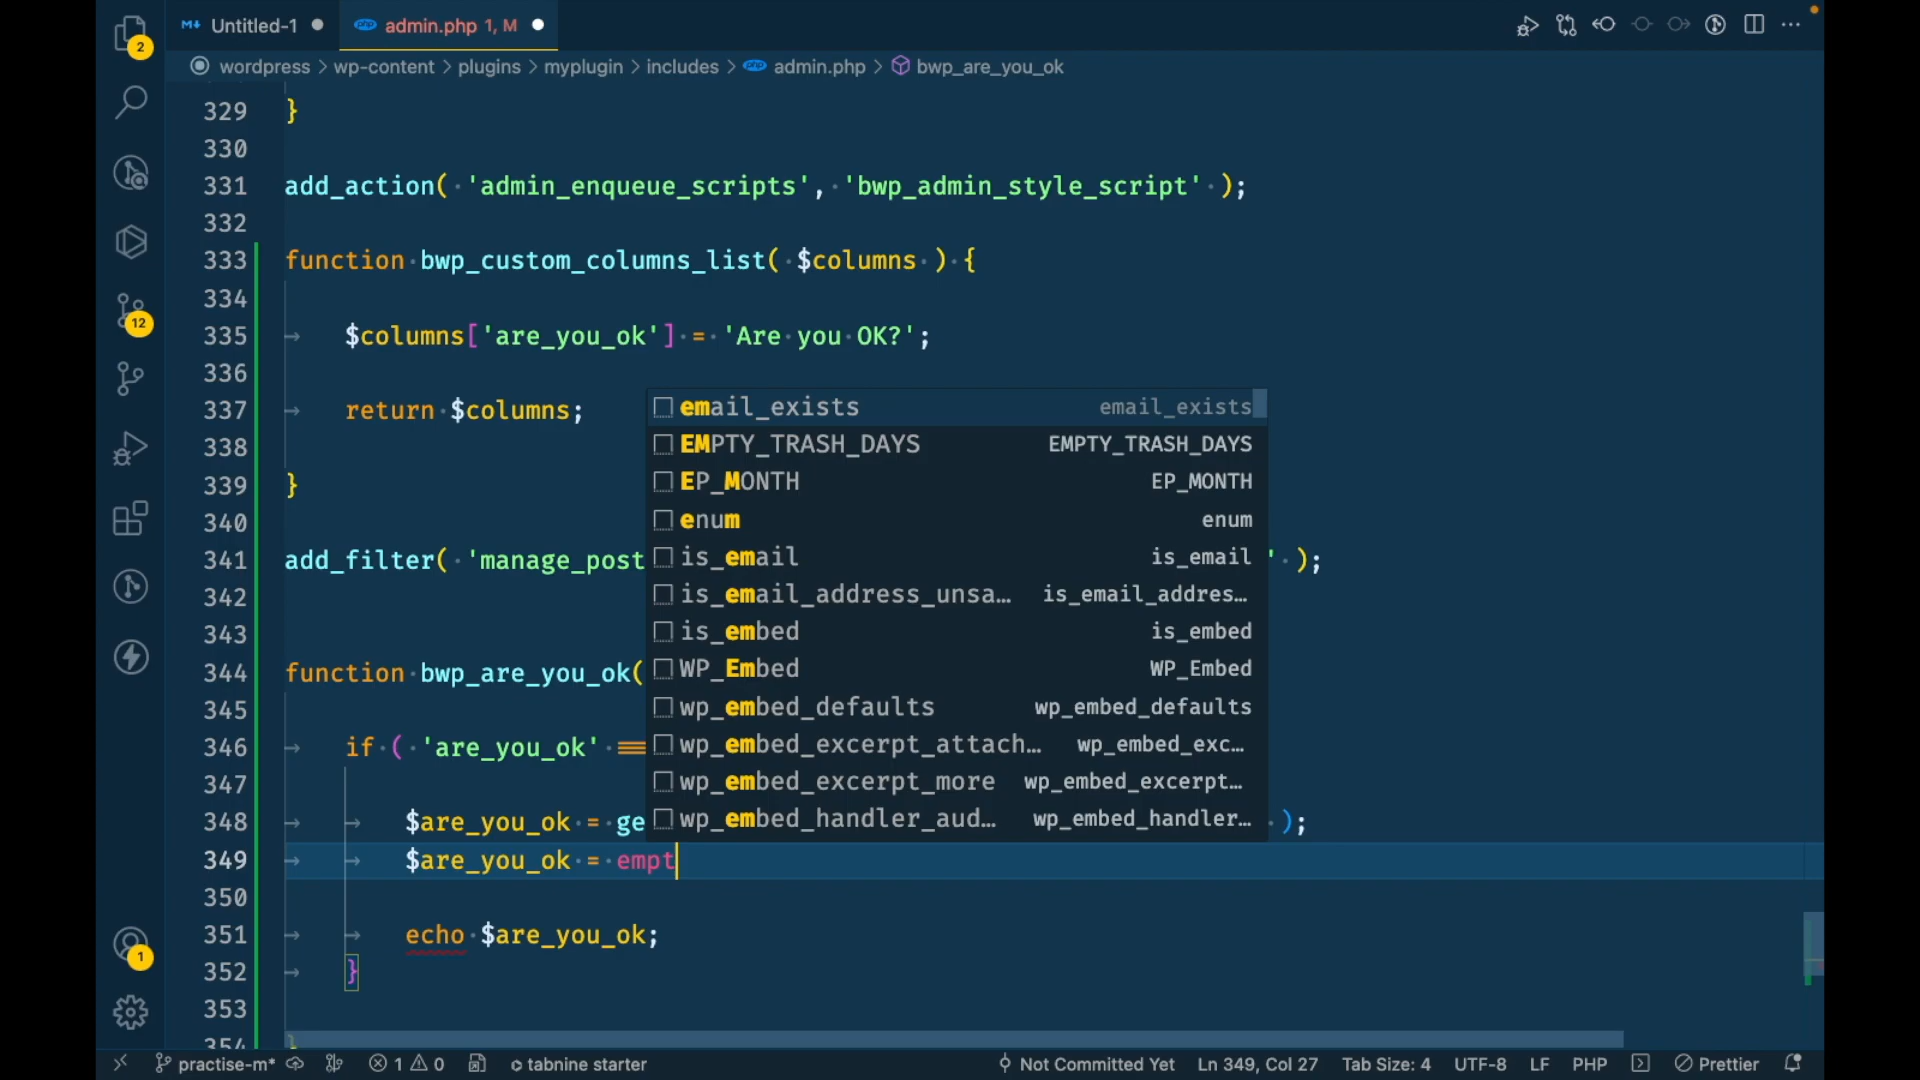 2
Untitled-1
admin.php 1, M
wordpress > wp-content > plugins > myplugin > includes > admin.php > bwp_are_you_ok
329 }
330
331 add_action( 'admin_enqueue_scripts', 'bwp_admin_style_script' );
332
333 function bwp_custom_columns_list( $columns ) {
12
334
335 $columns['are_you_ok'] = 'Are you OK?';
336
337 return $columns;
338
339 }
340
341 add_filter( 'manage_post ' );
342
343
344 function bwp_are_you_ok(
345
346 if ( 'are_you_ok' ===
347
348 $are_you_ok = ge );
349 $are_you_ok = empt
350
351 echo $are_you_ok;
352 }
353
354 }
email_exists email_exists
EMPTY_TRASH_DAYS EMPTY_TRASH_DAYS
EP_MONTH EP_MONTH
enum enum
is_email is_email
is_email_address_unsa… is_email_addres…
is_embed is_embed
WP_Embed WP_Embed
wp_embed_defaults wp_embed_defaults
wp_embed_excerpt_attach… wp_embed_exc…
wp_embed_excerpt_more wp_embed_excerpt…
wp_embed_handler_aud… wp_embed_handler…
1
practise-m* 1 0 tabnine starter Not Committed Yet Ln 349, Col 27 Tab Size: 4 UTF-8 LF PHP Prettier